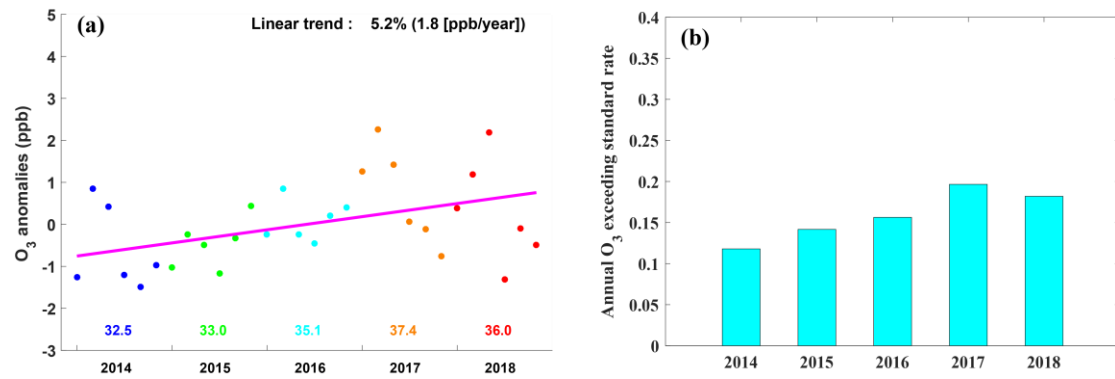 (a)
Linear trend : 5.2% (1.8 [ppb/year])
O3 anomalies (ppb)
5
4
3
2
1
0
-1
-2
-3
32.5 33.0 35.1 37.4 36.0
2014 2015 2016 2017 2018
(b)
Annual O3 exceeding standard rate
0.4
0.35
0.3
0.25
0.2
0.15
0.1
0.05
0
2014 2015 2016 2017 2018